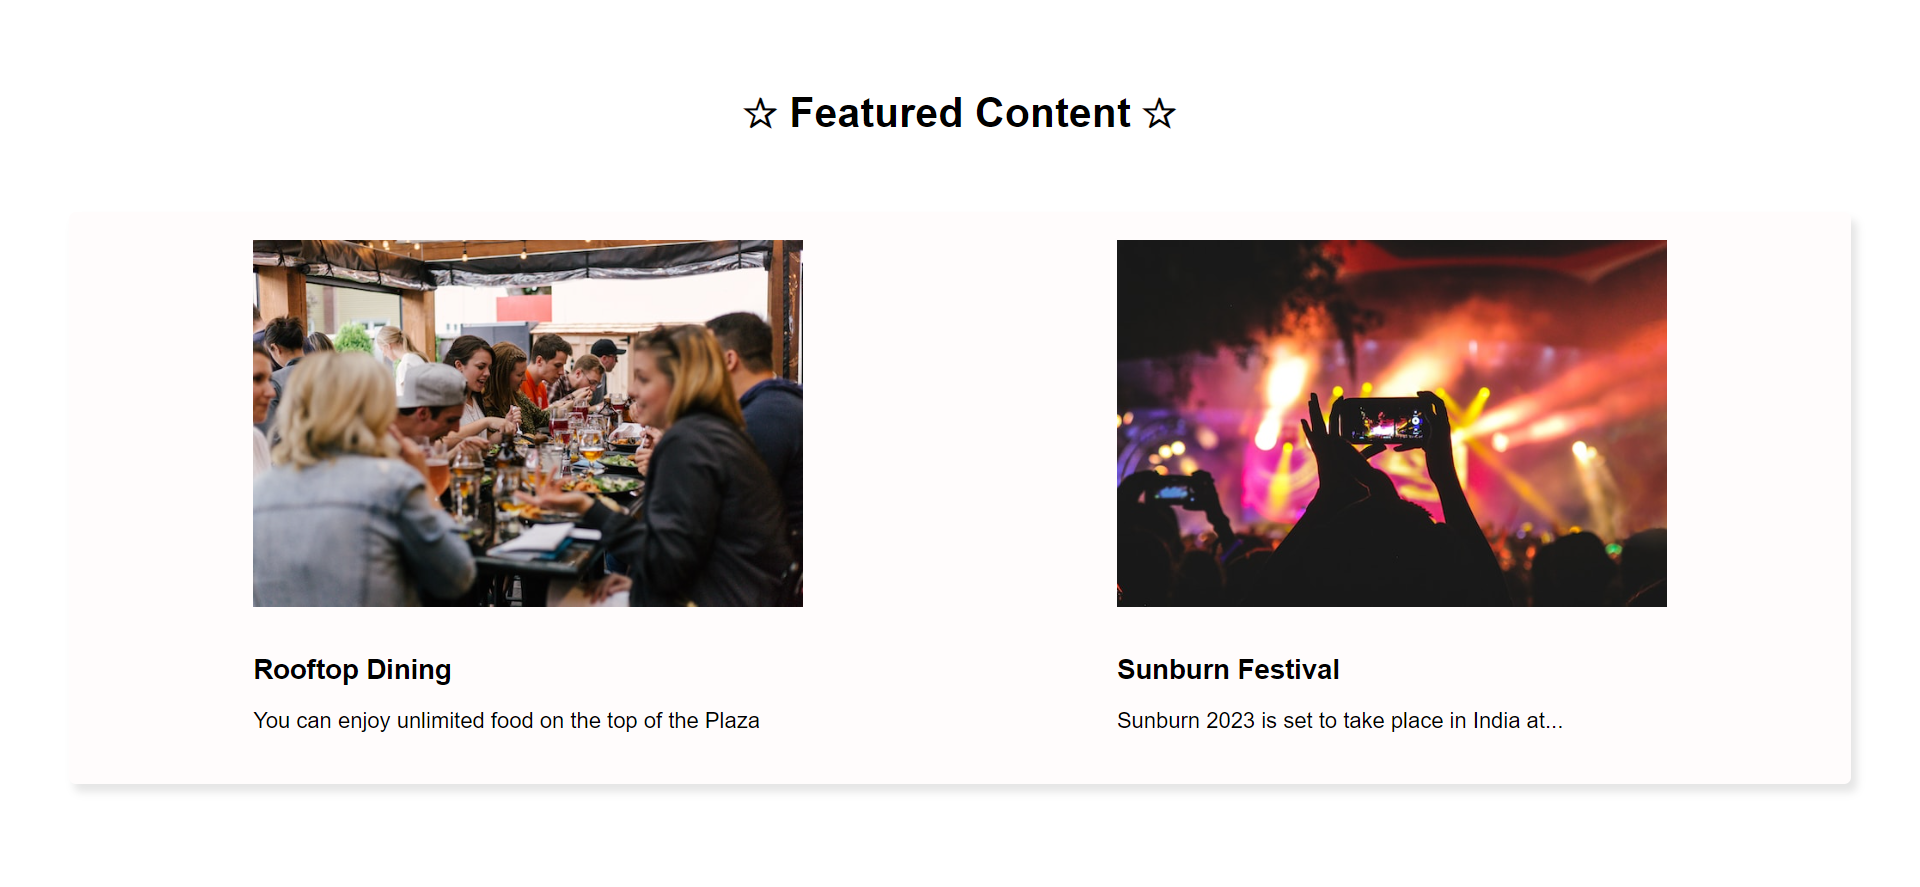 ☆ Featured Content ☆
Rooftop Dining
You can enjoy unlimited food on the top of the Plaza
Sunburn Festival
Sunburn 2023 is set to take place in India at...